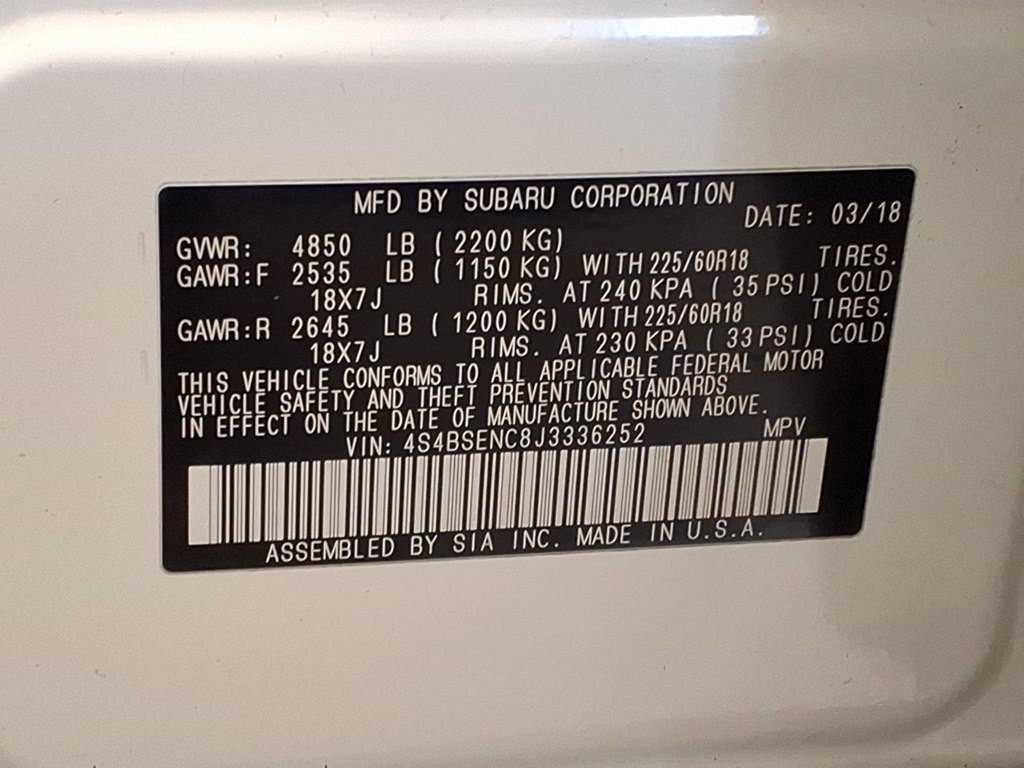 MFD BY SUBARU CORPORATION
DATE: 03/18
GVWR: 4850 LB ( 2200 KG)
GAWR:F 2535 LB ( 1150 KG) WITH 225/60R18 TIRES.
18X7J RIMS. AT 240 KPA ( 35 PSI) COLD
GAWR:R 2645 LB ( 1200 KG) WITH 225/60R18 TIRES.
18X7J RIMS. AT 230 KPA ( 33 PSI) COLD
THIS VEHICLE CONFORMS TO ALL APPLICABLE FEDERAL MOTOR
VEHICLE SAFETY AND THEFT PREVENTION STANDARDS
IN EFFECT ON THE DATE OF MANUFACTURE SHOWN ABOVE.
VIN: 4S4BSENC8J3336252 MPV
ASSEMBLED BY SIA INC. MADE IN U.S.A.